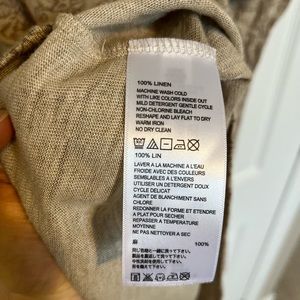 100% LINEN
MACHINE WASH COLD
WITH LIKE COLORS INSIDE OUT
MILD DETERGENT GENTLE CYCLE
NON-CHLORINE BLEACH
RESHAPE AND LAY FLAT TO DRY
WARM IRON
NO DRY CLEAN
100% LIN
LAVER A LA MACHINE A L'EAU
FROIDE AVEC DES COULEURS
SEMBLABLES A L'ENVERS
UTILISER UN DETERGENT DOUX
CYCLE DELICAT
AGENT DE BLANCHIMENT SANS
CHLORE
REDONNER LA FORME ET ETENDRE
A PLAT POUR SECHER
REPASSER A TEMPERATURE
MOYENNE
NE PAS NETTOYER A SEC
麻 100%